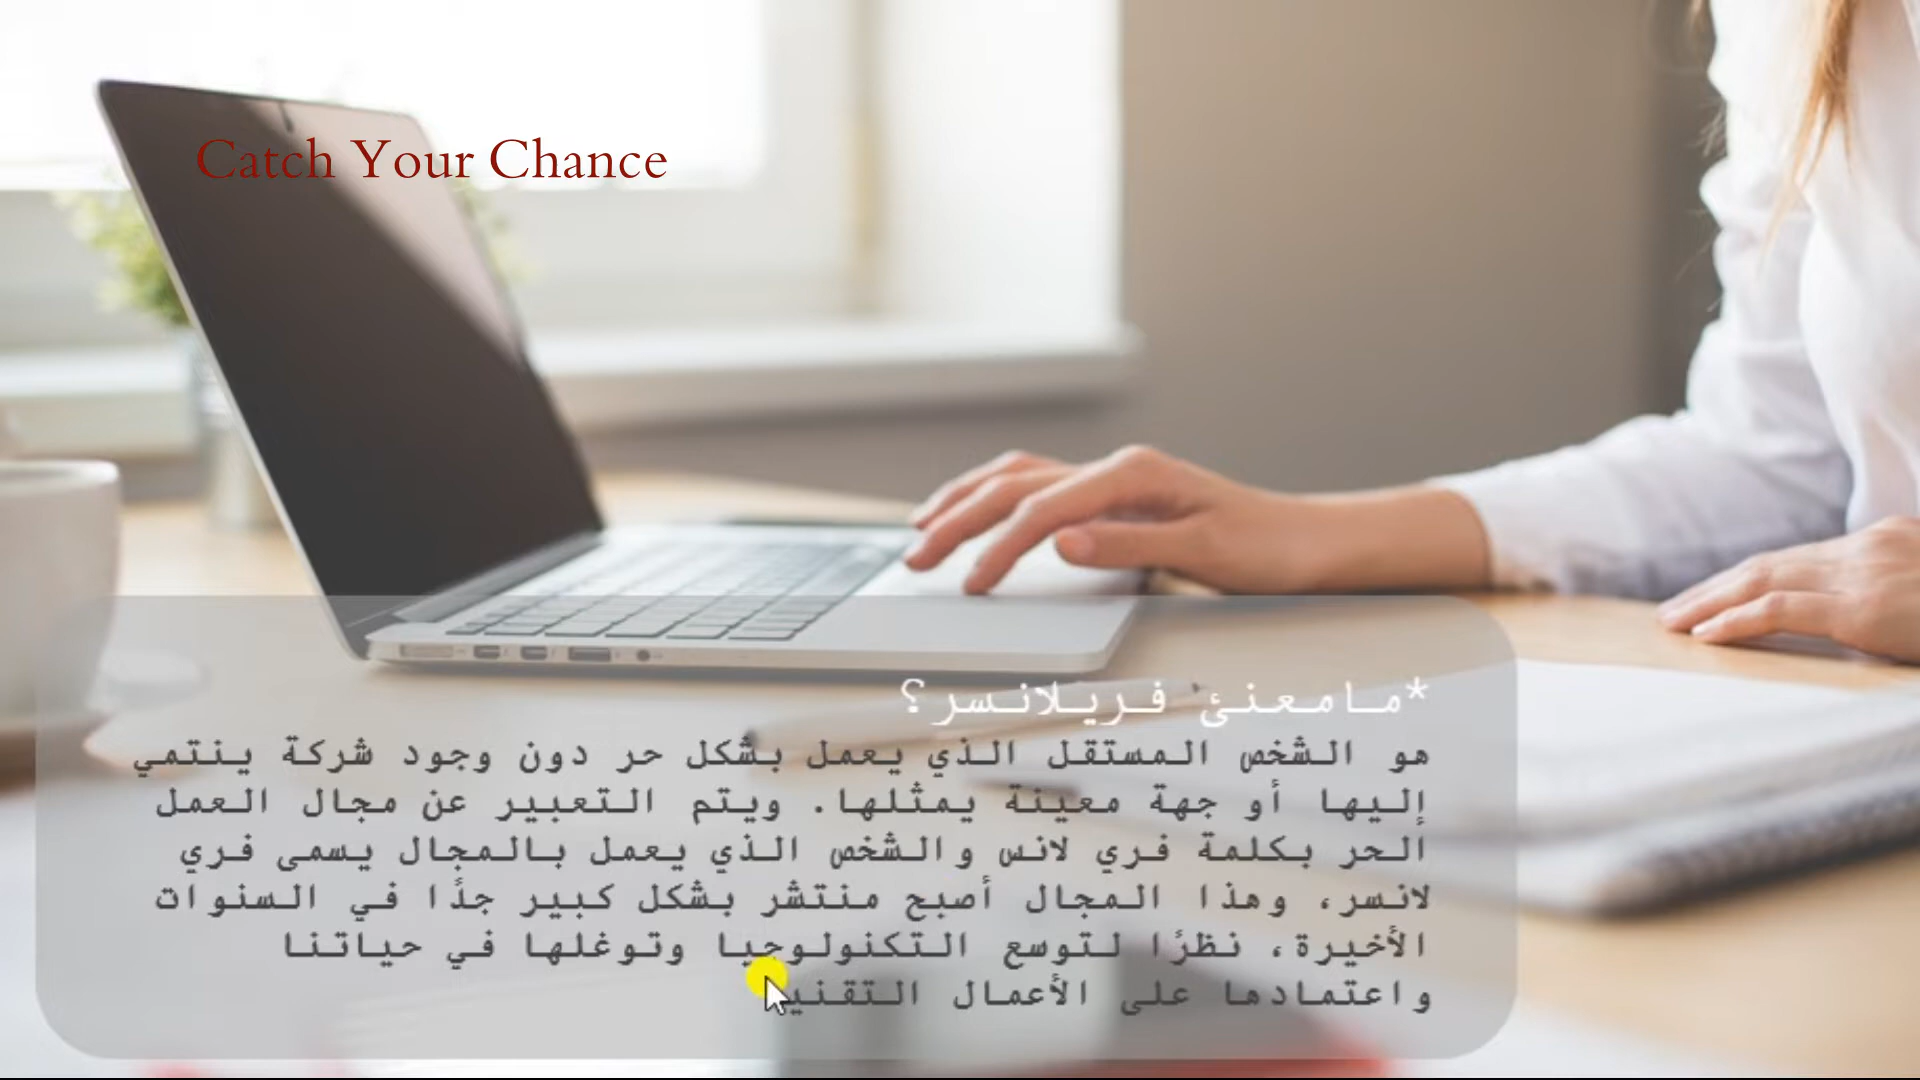 Catch Your Chance
*مامعنئ فريلانسر؟
هو الشخص المستقل الذي يعمل بشكل حر دون وجود شركة ينتمي
إليها أو جهة معينة يمثلها. ويتم التعبير عن مجال العمل
الحر بكلمة فري لانس والشخص الذي يعمل بالمجال يسمى فري
لانسر، وهذا المجال أصبح منتشر بشكل كبير جدًا في السنوات
الأخيرة، نظرًا لتوسع التكنولوجيا وتوغلها في حياتنا
واعتمادها على الأعمال